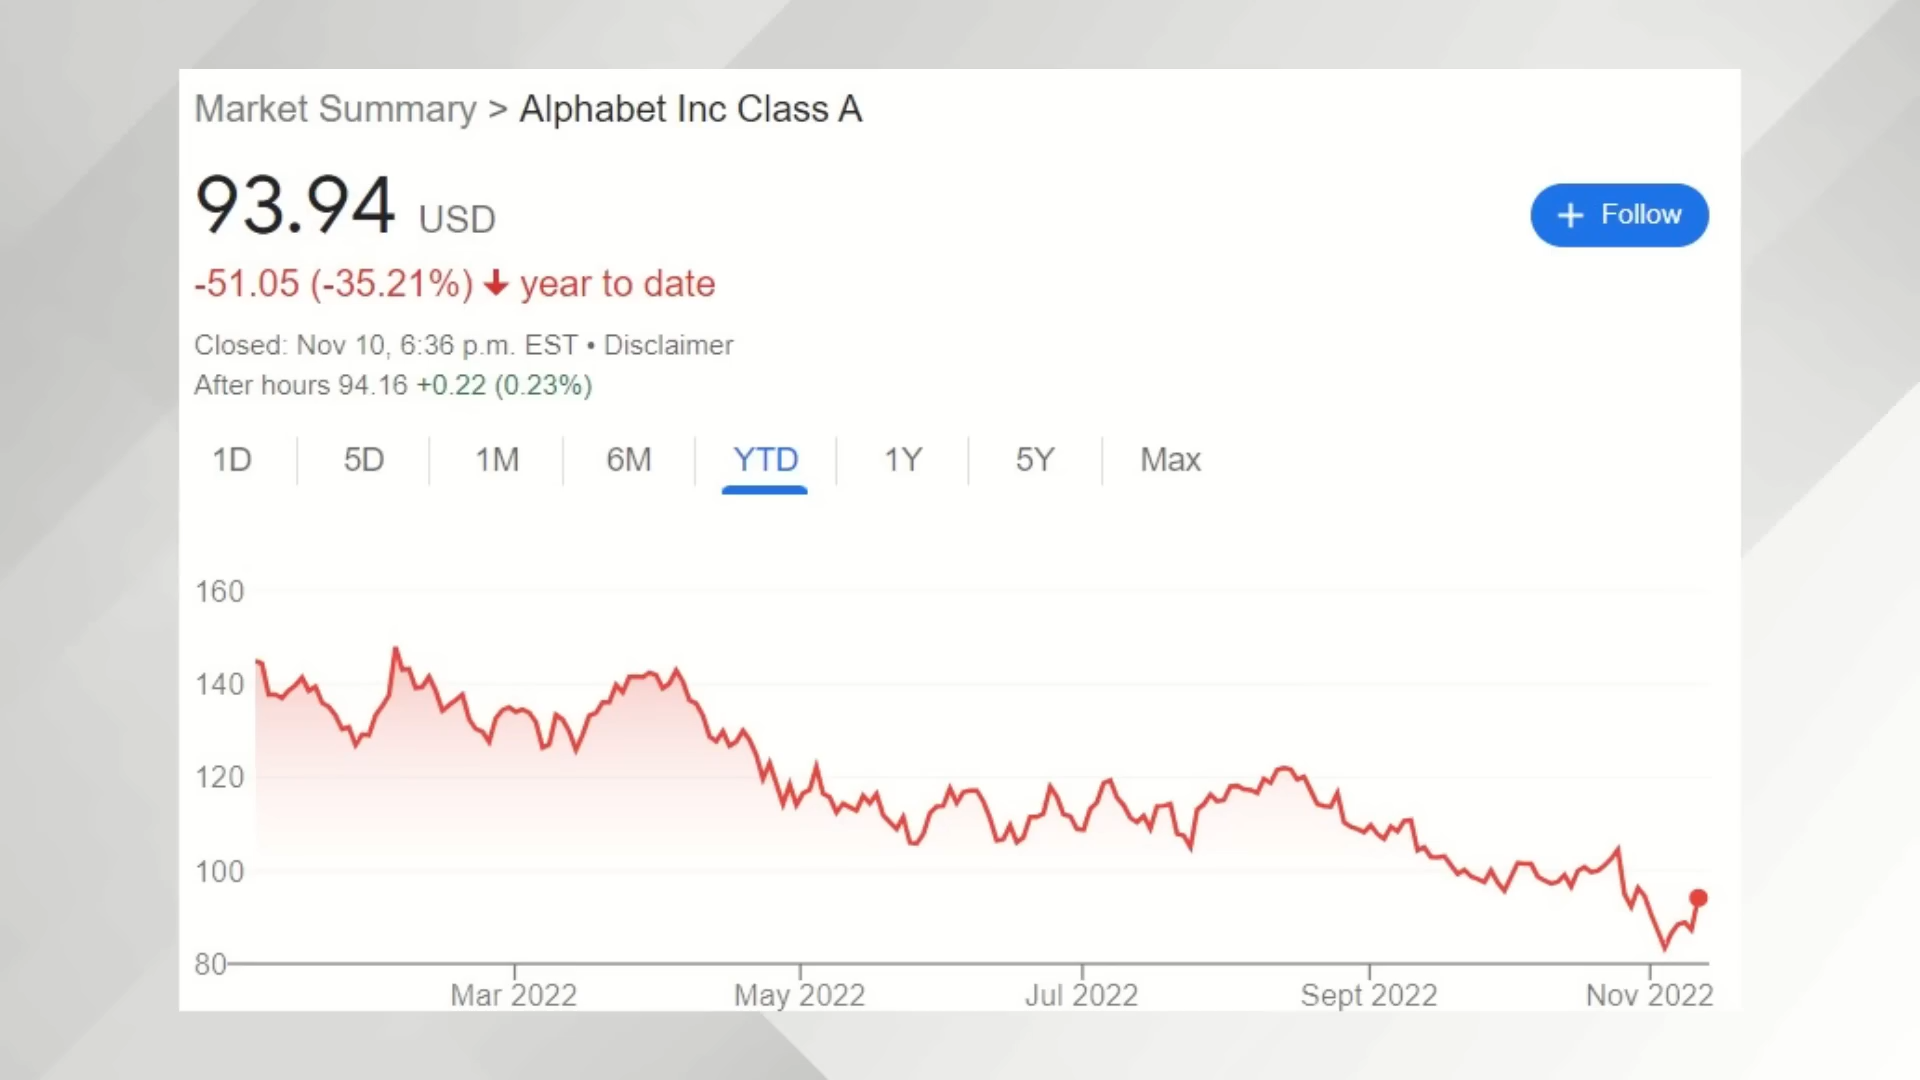 Market Summary > Alphabet Inc Class A
93.94 USD
+ Follow
-51.05 (-35.21%) ↓ year to date
Closed: Nov 10, 6:36 p.m. EST • Disclaimer
After hours 94.16 +0.22 (0.23%)
1D 5D 1M 6M YTD 1Y 5Y Max
160
140
120
100
80
Mar 2022 May 2022 Jul 2022 Sept 2022 Nov 2022